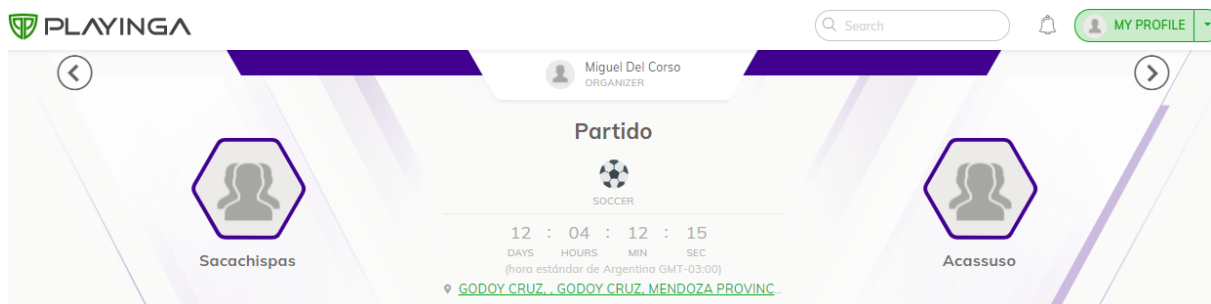 PLAYINGA
Search
MY PROFILE
Miguel Del Corso
ORGANIZER
Partido
SOCCER
12 : 04 : 12 : 15
DAYS HOURS MIN SEC
(hora estándar de Argentina GMT-03:00)
GODOY CRUZ, , GODOY CRUZ, MENDOZA PROVINC...
Sacachispas
Acassuso